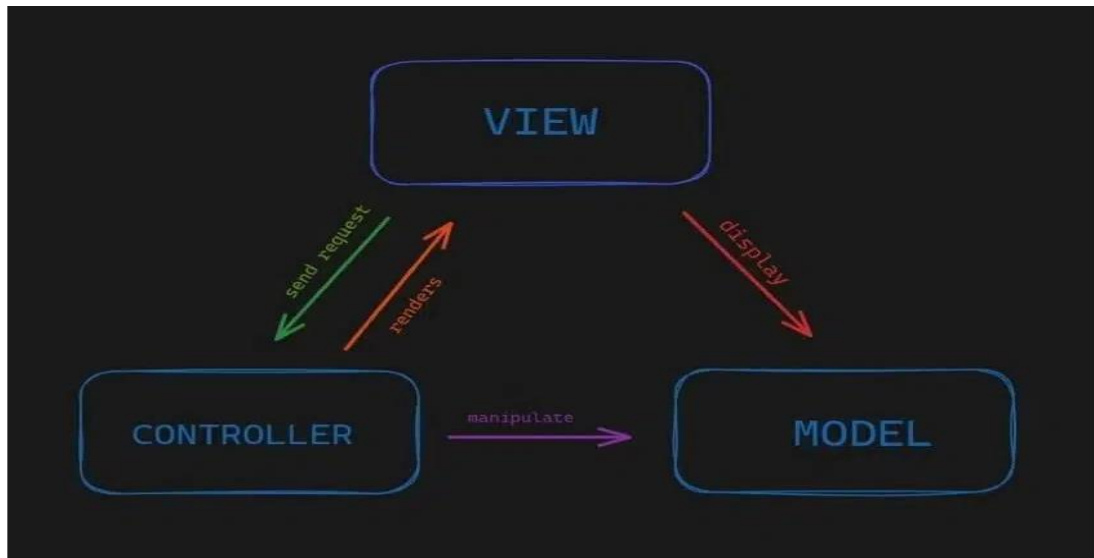 VIEW
send request
renders
display
manipulate
CONTROLLER
MODEL